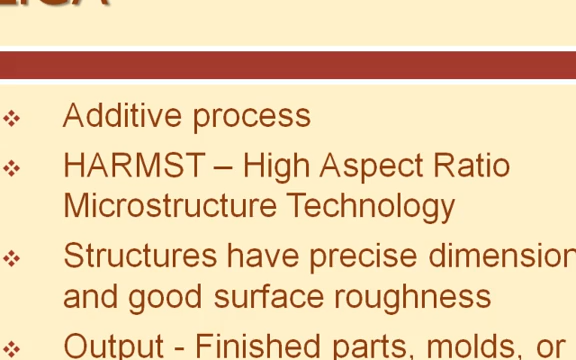 LIGA
Additive process
HARMST – High Aspect Ratio
Microstructure Technology
Structures have precise dimension
and good surface roughness
Output - Finished parts, molds, or